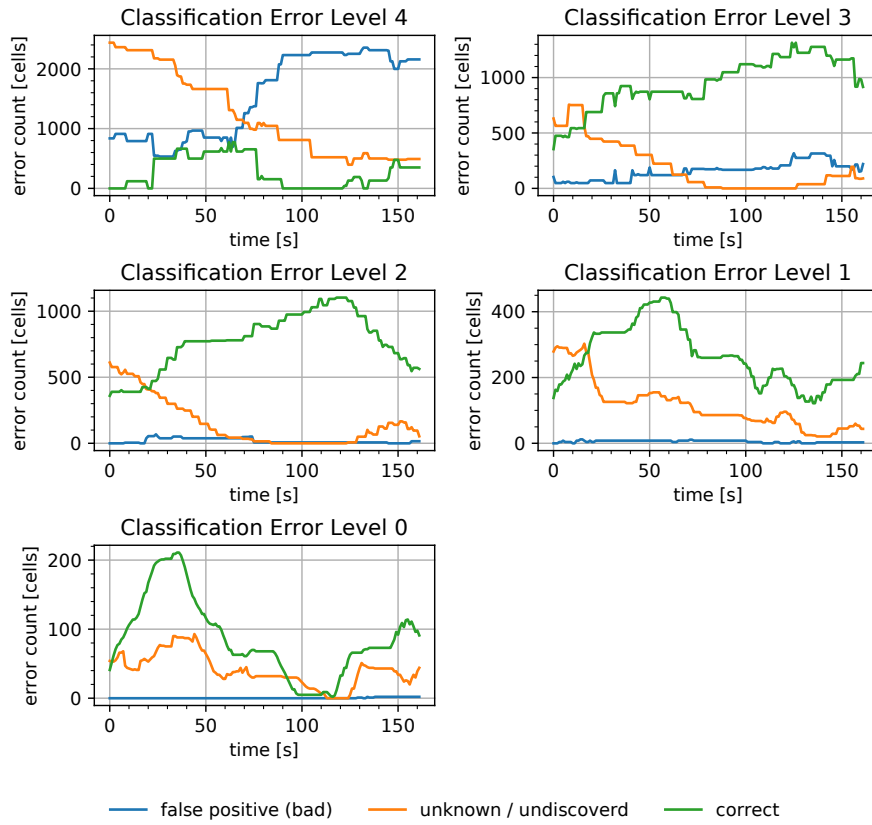 Classification Error Level 4
error count [cells]
2000
1000
0
0
50
100
150
time [s]
Classification Error Level 3
error count [cells]
1000
500
0
0
50
100
150
time [s]
Classification Error Level 2
error count [cells]
1000
500
0
0
50
100
150
time [s]
Classification Error Level 1
error count [cells]
400
200
0
0
50
100
150
time [s]
Classification Error Level 0
error count [cells]
200
100
0
0
50
100
150
time [s]
false positive (bad)
unknown / undiscoverd
correct